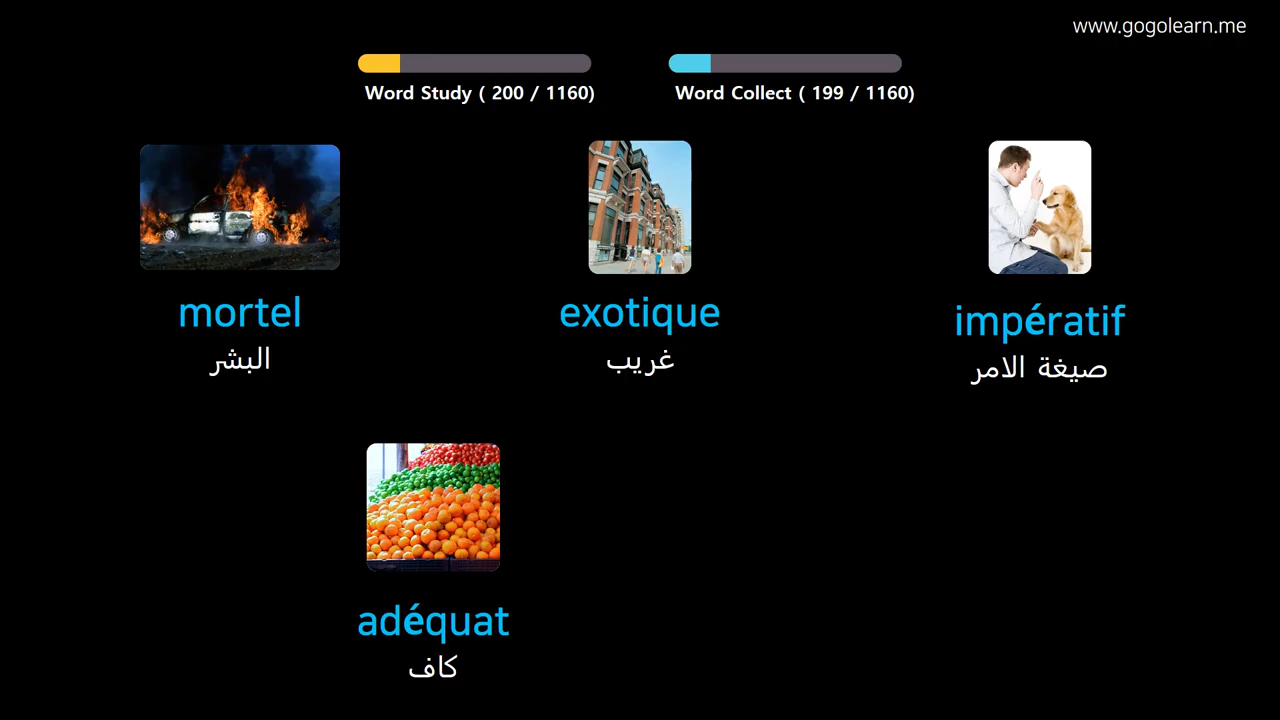 www.gogolearn.me
Word Study ( 200 / 1160)
Word Collect ( 199 / 1160)
mortel
البشر
exotique
غريب
impératif
صيغة الامر
adéquat
كاف